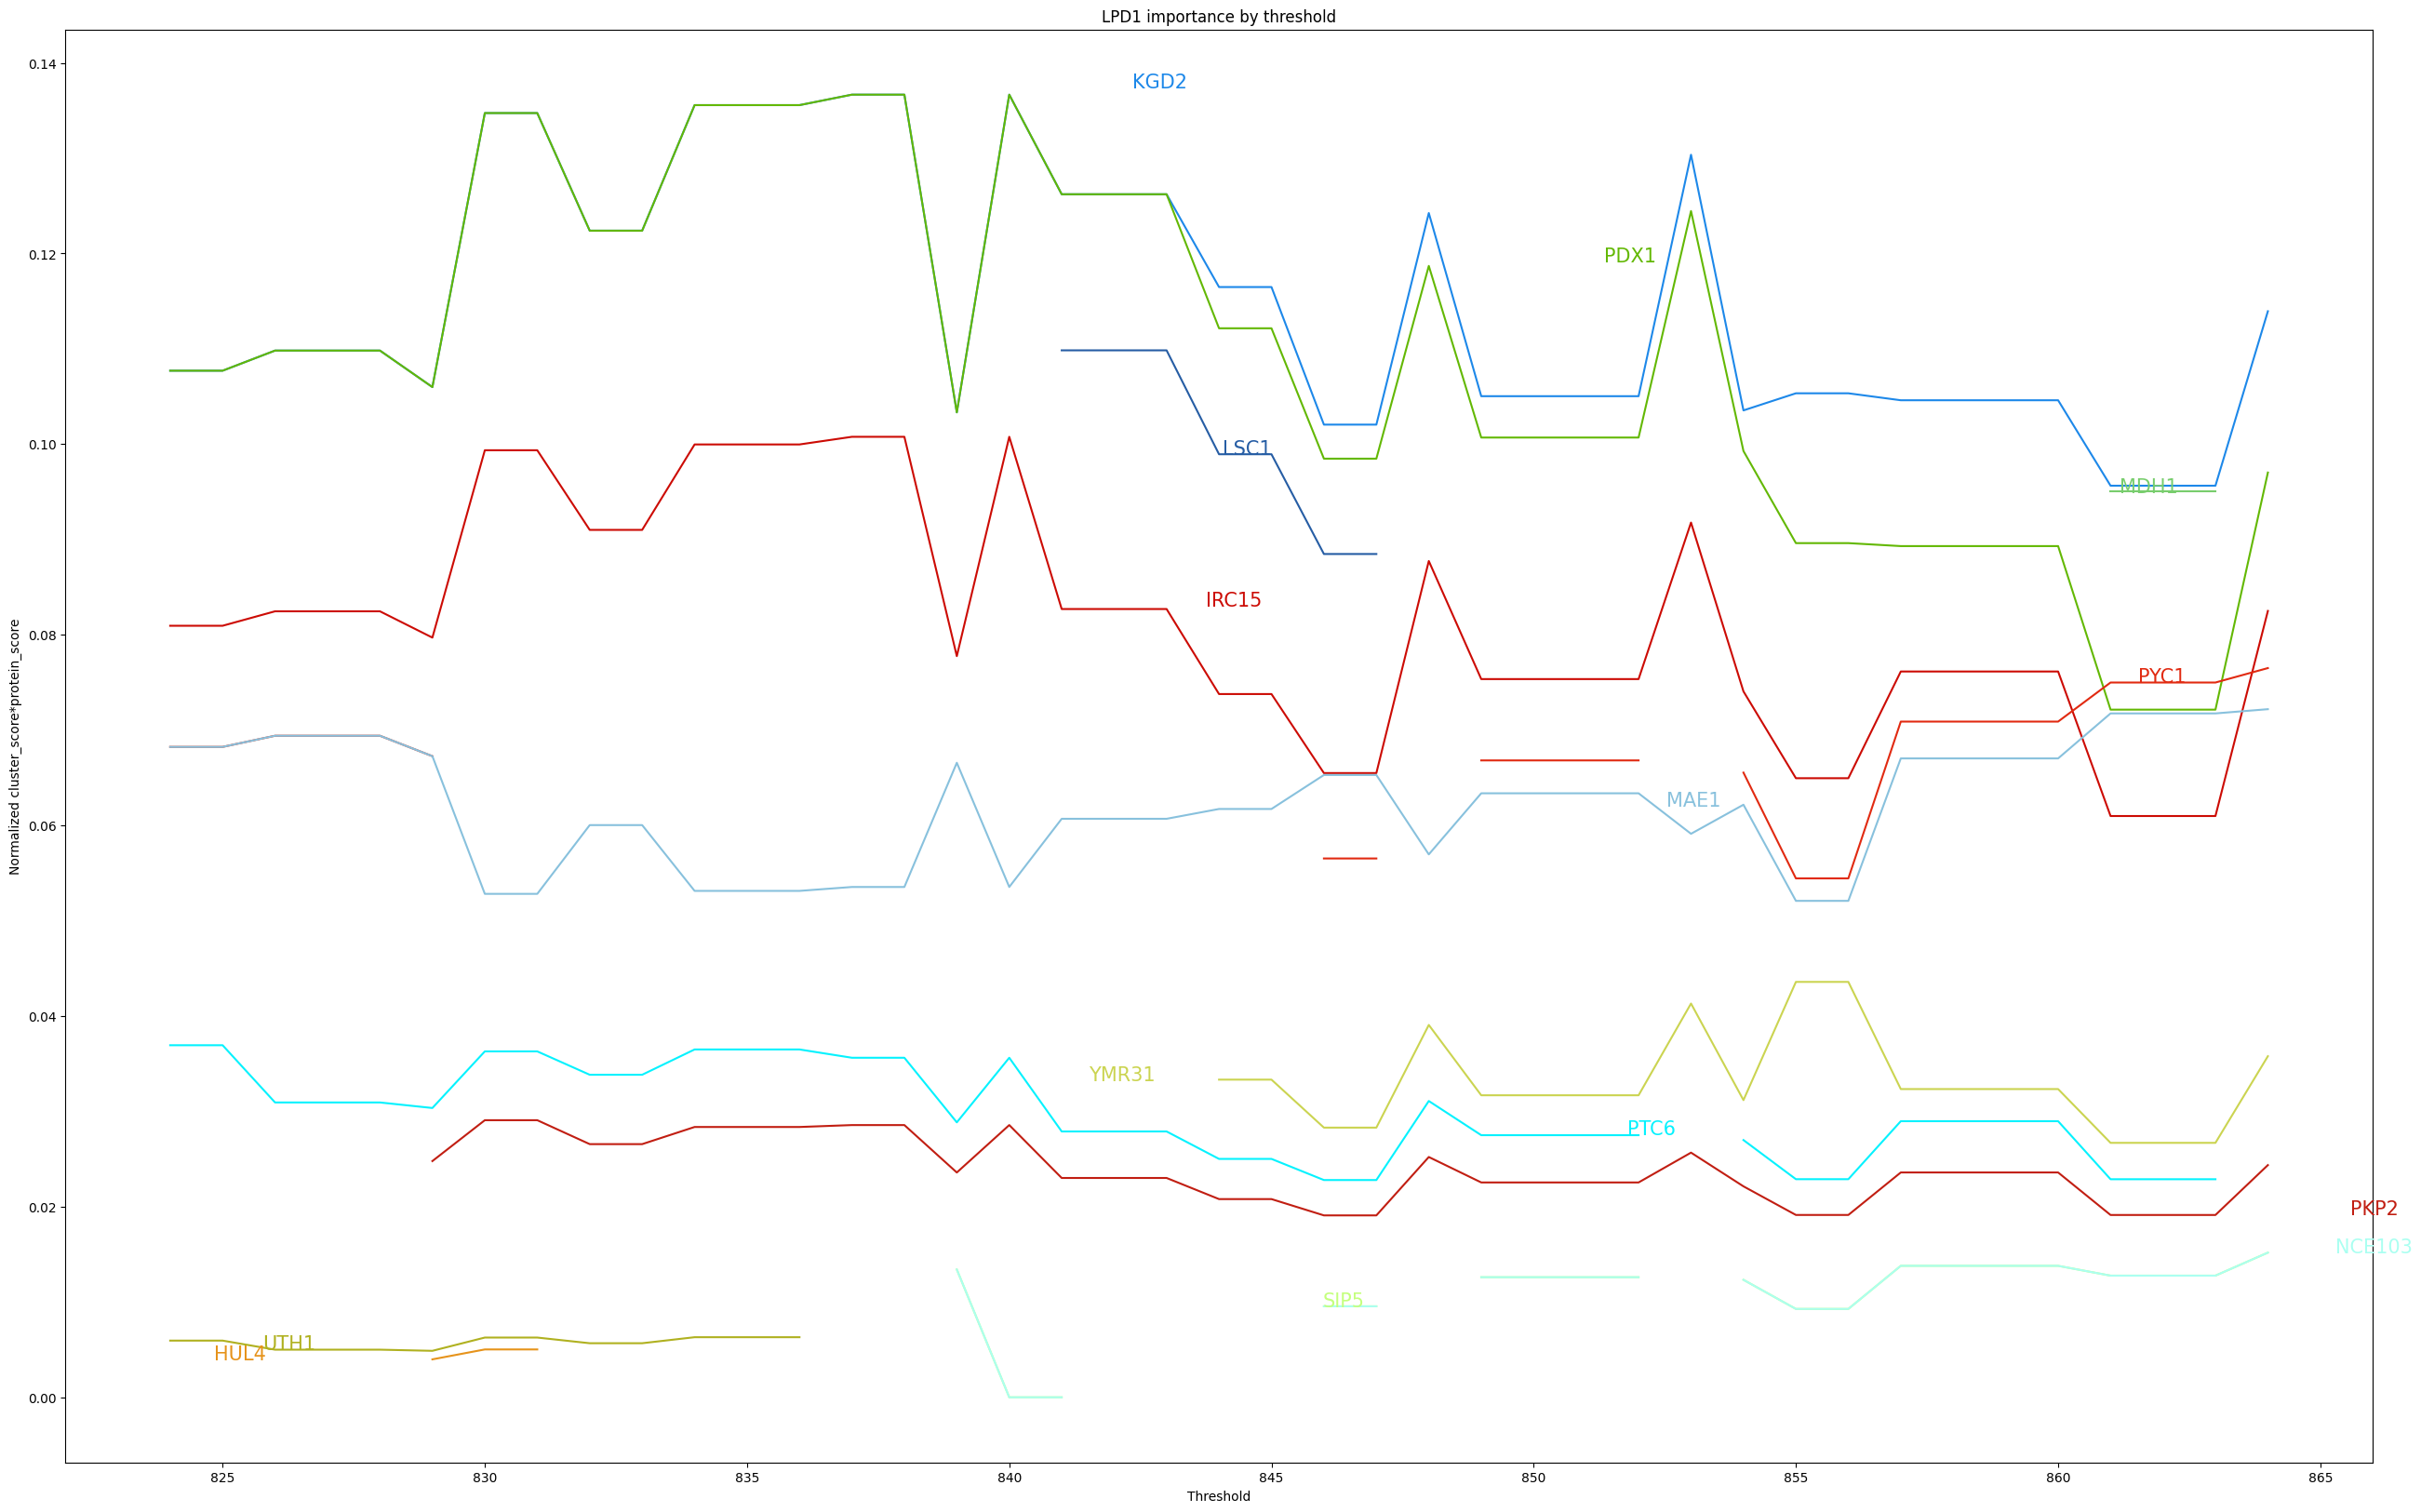 LPD1 importance by threshold
0.14
KGD2
0.12
PDX1
0.10
LSC1
MDH1
0.08
IRC15
PYC1
Normalized cluster_score*protein_score
0.06
MAE1
0.04
YMR31
PTC6
0.02
PKP2
NCE103
SIP5
UTH1
HUL4
0.00
825 830 835 840 845 850 855 860 865
Threshold